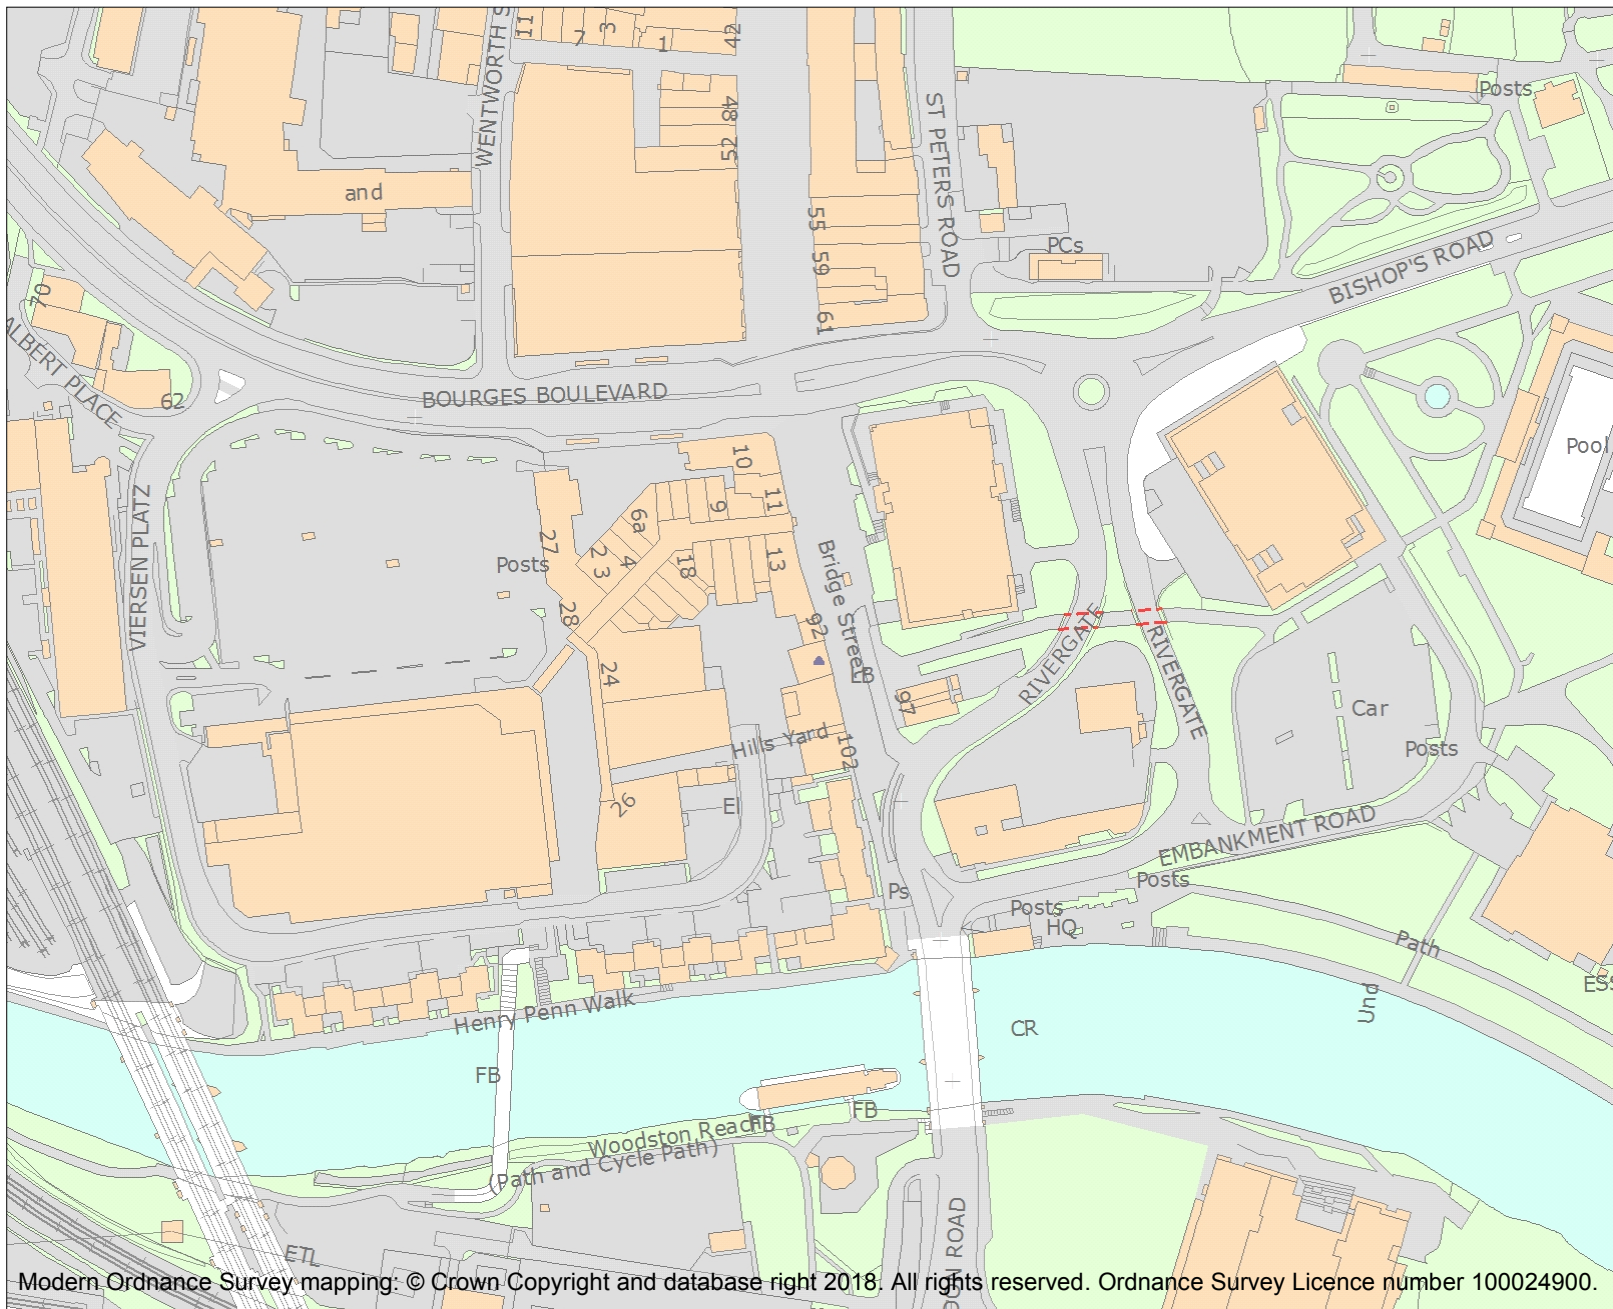 WENTWORTH S
11
7
3
1
42
48
52
ST PETERS ROAD
Posts
and
55
59
61
PCs
BISHOP'S ROAD
70
ALBERT PLACE
62
BOURGES BOULEVARD
Pool
VIERSEN PLATZ
10
11
9
6a
27
2
3
4
18
13
Posts
28
Bridge Street
92
LB
24
97
RIVERGATE
RIVERGATE
Car
Posts
Hills Yard
102
El
26
EMBANKMENT ROAD
Ps
Posts
Posts
HQ
Path
ESS
Und
Henry Penn Walk
CR
FB
FB
FB
Woodston Reach
(Path and Cycle Path)
ETL
ROAD
Modern Ordnance Survey mapping: © Crown Copyright and database right 2018. All rights reserved. Ordnance Survey Licence number 100024900.